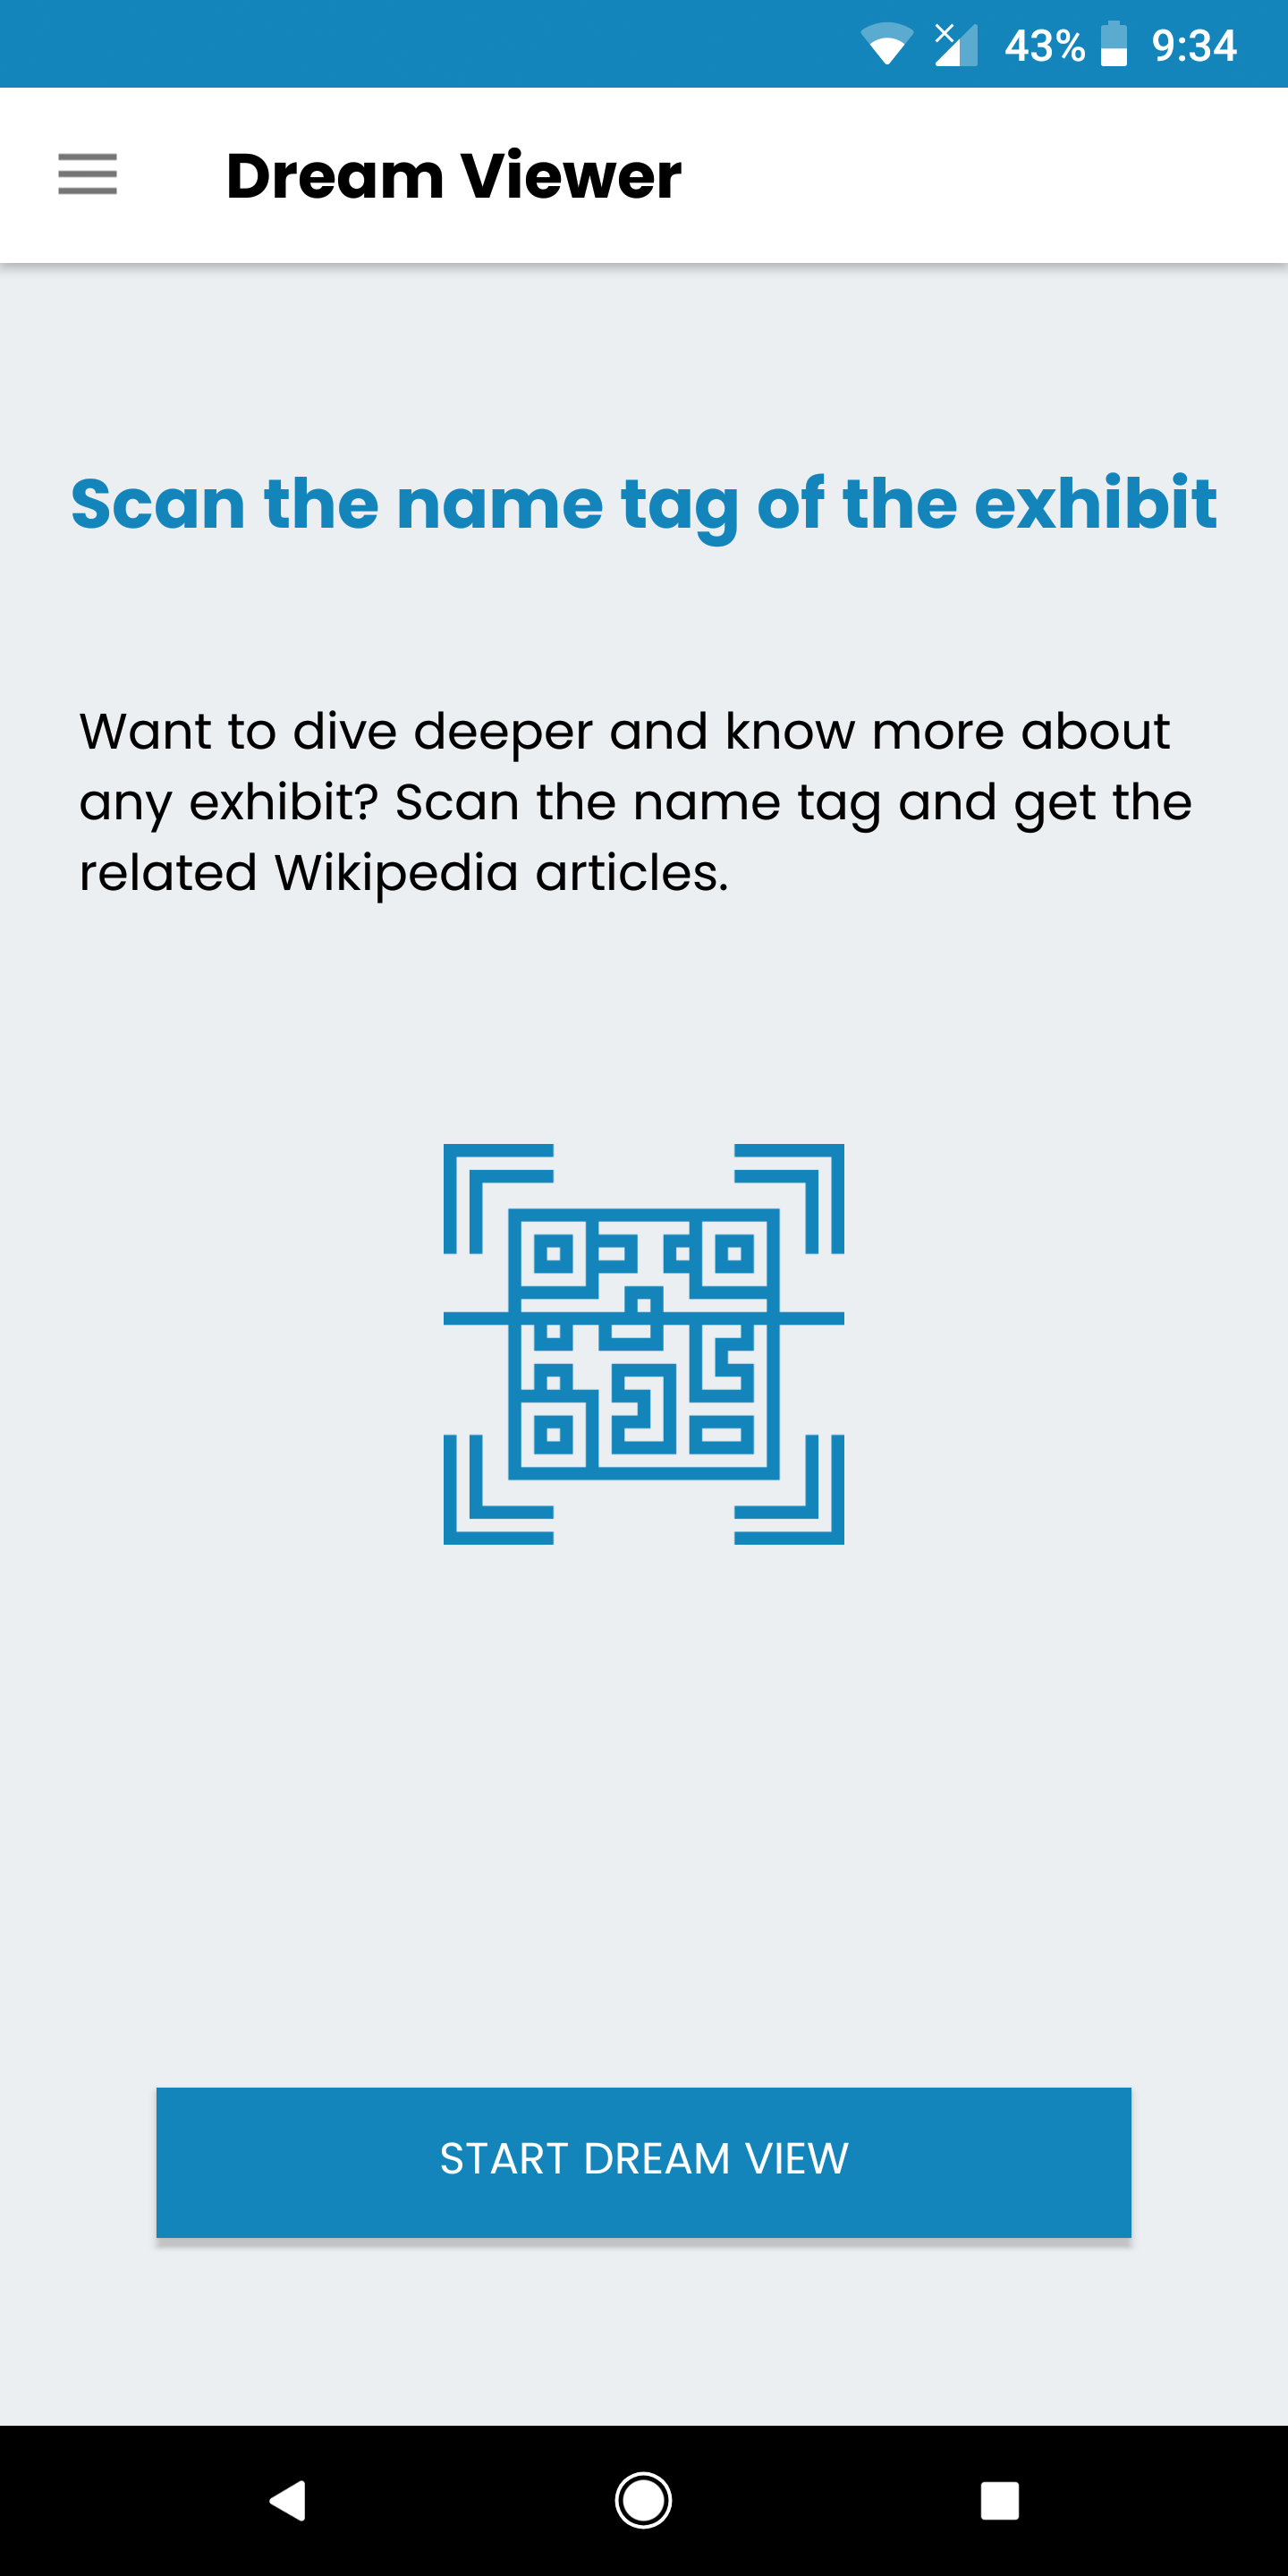 43% 9:34
Dream Viewer
Scan the name tag of the exhibit
Want to dive deeper and know more about
any exhibit? Scan the name tag and get the
related Wikipedia articles.
START DREAM VIEW